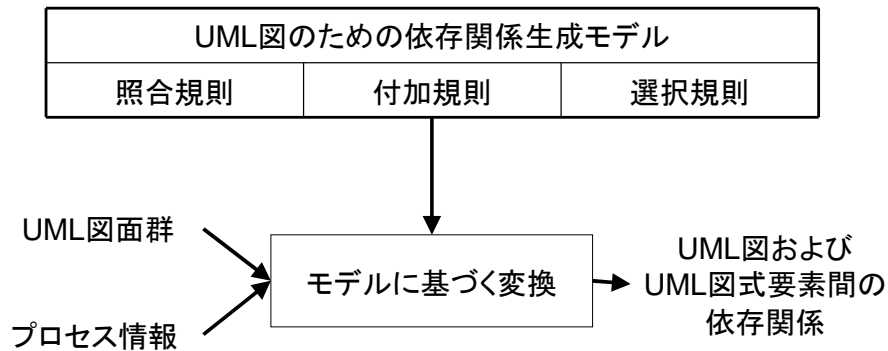 UML図のための依存関係生成モデル
照合規則
付加規則
選択規則
UML図面群
プロセス情報
モデルに基づく変換
UML図および
UML図式要素間の
依存関係